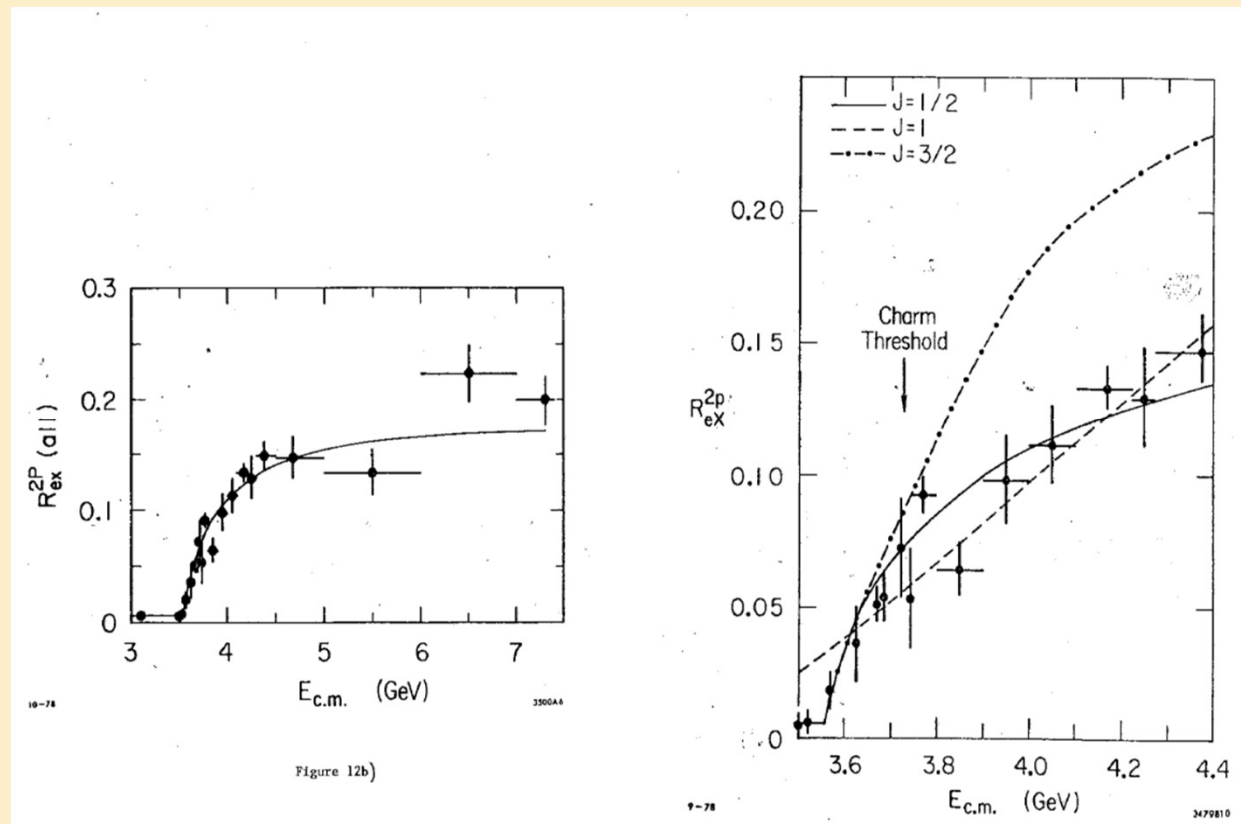 0.3
0.2
0.1
0
R^{2P}_{ex} (all)
3 4 5 6 7
E_{c.m.} (GeV)
10-78
3500A6
Figure 12b)
J=1/2
J=1
J=3/2
0.20
Charm
Threshold
0.15
R^{2p}_{eX}
0.10
0.05
0
3.6 3.8 4.0 4.2 4.4
E_{c.m.} (GeV)
9-78
3479B10